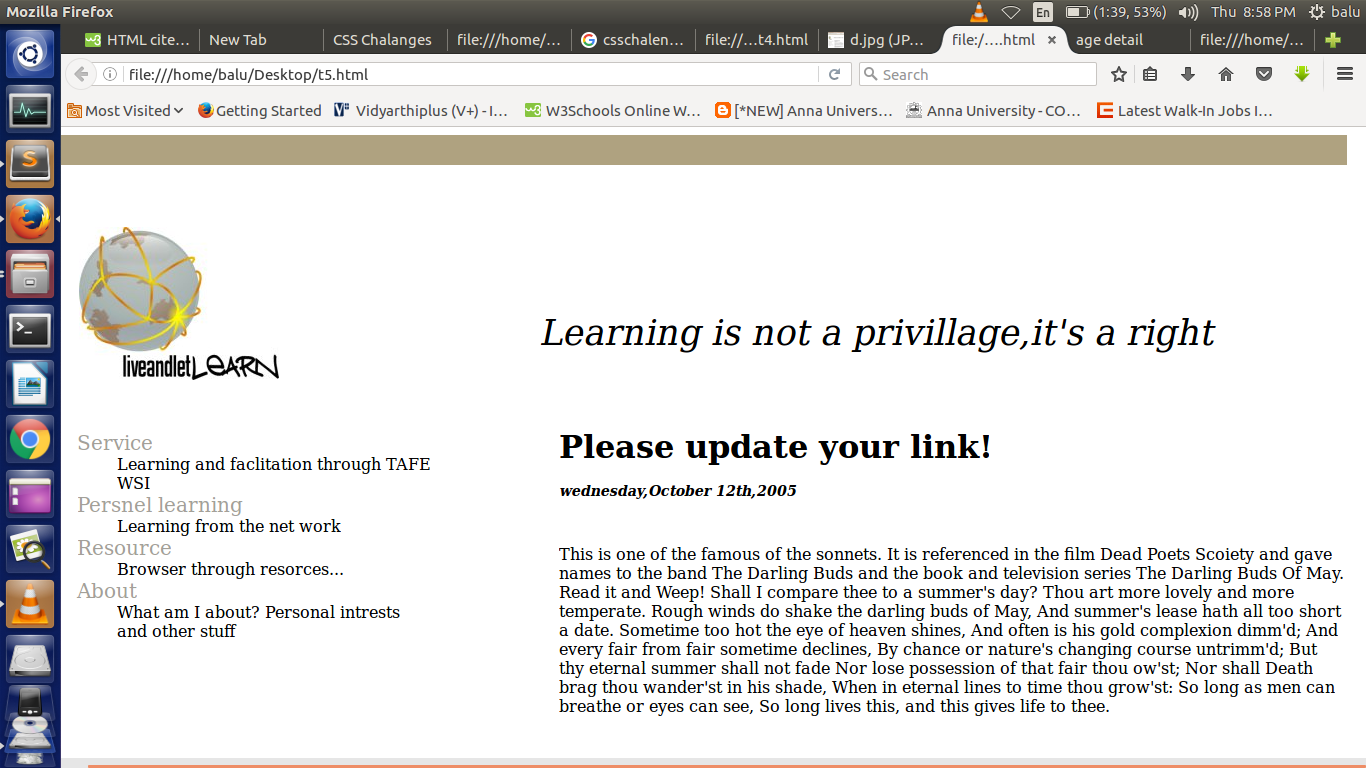 Mozilla Firefox
En
(1:39, 53%)
Thu 8:58 PM
balu
HTML cite...
New Tab
CSS Chalanges
file:///home/...
csschalen...
file://...t4.html
d.jpg (JP...
file:/....html
age detail
file:///home/...
file:///home/balu/Desktop/t5.html
Search
Most Visited
Getting Started
Vidyarthiplus (V+) - I...
W3Schools Online W...
[*NEW] Anna Univers...
Anna University - CO...
Latest Walk-In Jobs I...
liveandletLEARN
Learning is not a privillage,it's a right
Service
Learning and faclitation through TAFE
WSI
Persnel learning
Learning from the net work
Resource
Browser through resorces...
About
What am I about? Personal intrests
and other stuff
Please update your link!
wednesday,October 12th,2005
This is one of the famous of the sonnets. It is referenced in the film Dead Poets Scoiety and gave
names to the band The Darling Buds and the book and television series The Darling Buds Of May.
Read it and Weep! Shall I compare thee to a summer's day? Thou art more lovely and more
temperate. Rough winds do shake the darling buds of May, And summer's lease hath all too short
a date. Sometime too hot the eye of heaven shines, And often is his gold complexion dimm'd; And
every fair from fair sometime declines, By chance or nature's changing course untrimm'd; But
thy eternal summer shall not fade Nor lose possession of that fair thou ow'st; Nor shall Death
brag thou wander'st in his shade, When in eternal lines to time thou grow'st: So long as men can
breathe or eyes can see, So long lives this, and this gives life to thee.